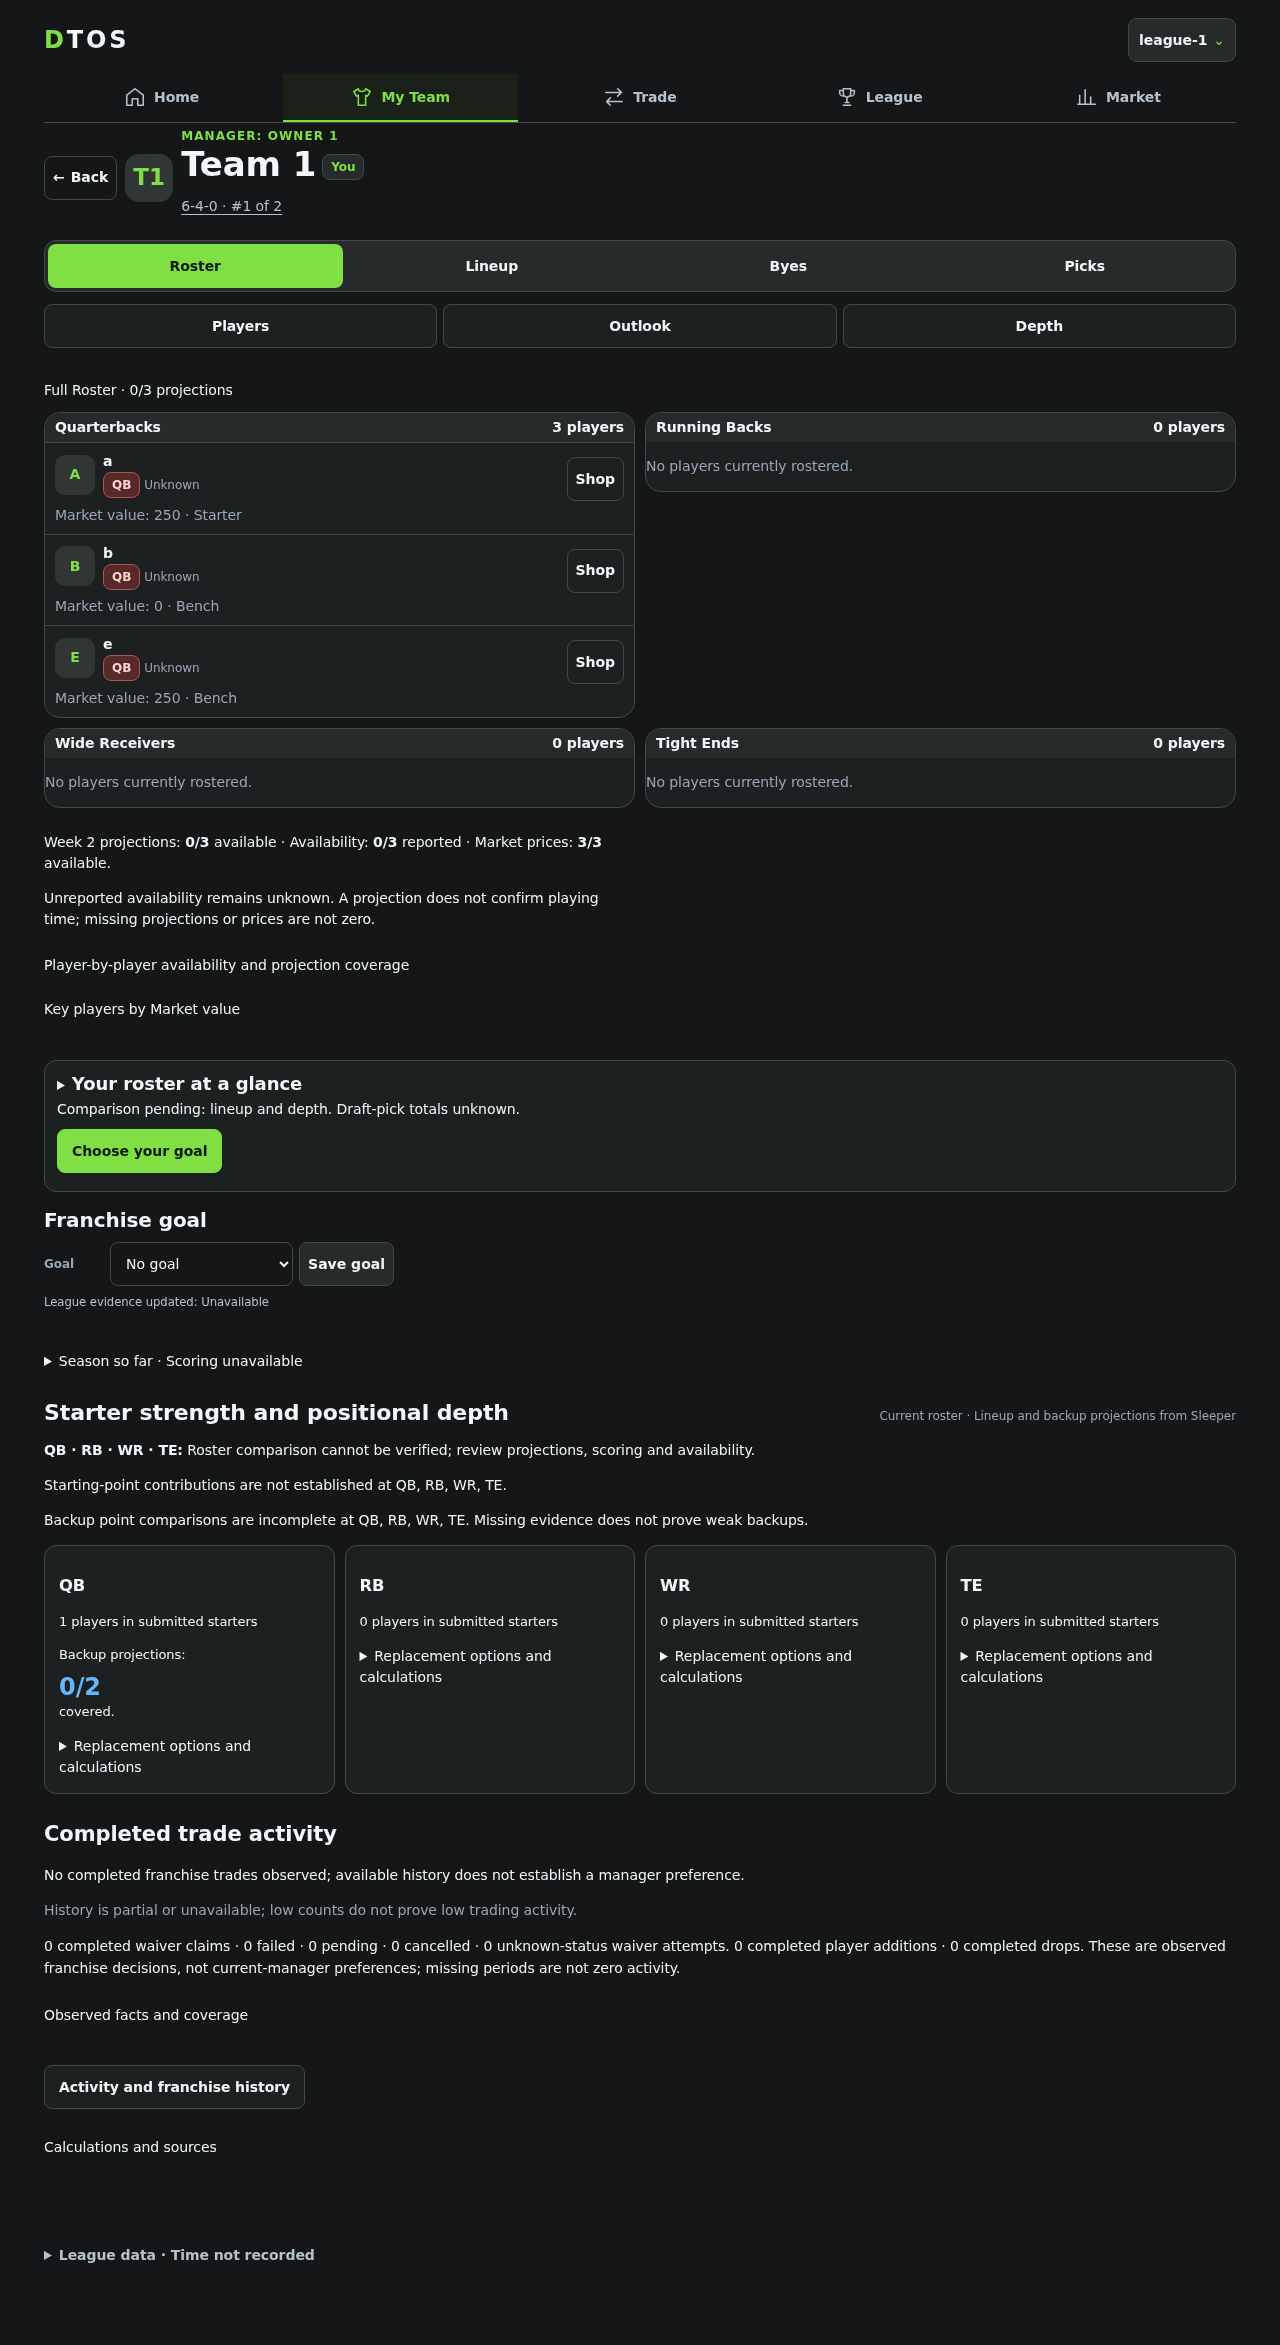 DTOS
league-1
Home
My Team
Trade
League
Market
← Back
T1
MANAGER: OWNER 1
Team 1 You
6-4-0 · #1 of 2
Roster
Lineup
Byes
Picks
Players
Outlook
Depth
Full Roster · 0/3 projections
Quarterbacks 3 players
A
a
QB Unknown
Shop
Market value: 250 · Starter
B
b
QB Unknown
Shop
Market value: 0 · Bench
E
e
QB Unknown
Shop
Market value: 250 · Bench
Running Backs 0 players
No players currently rostered.
Wide Receivers 0 players
No players currently rostered.
Tight Ends 0 players
No players currently rostered.
Week 2 projections: 0/3 available · Availability: 0/3 reported · Market prices: 3/3
available.
Unreported availability remains unknown. A projection does not confirm playing
time; missing projections or prices are not zero.
Player-by-player availability and projection coverage
Key players by Market value
▸ Your roster at a glance
Comparison pending: lineup and depth. Draft-pick totals unknown.
Choose your goal
Franchise goal
Goal
No goal
Save goal
League evidence updated: Unavailable
▸ Season so far · Scoring unavailable
Starter strength and positional depth
Current roster · Lineup and backup projections from Sleeper
QB · RB · WR · TE: Roster comparison cannot be verified; review projections, scoring and availability.
Starting-point contributions are not established at QB, RB, WR, TE.
Backup point comparisons are incomplete at QB, RB, WR, TE. Missing evidence does not prove weak backups.
QB
1 players in submitted starters
Backup projections:
0/2
covered.
▸ Replacement options and
calculations
RB
0 players in submitted starters
▸ Replacement options and
calculations
WR
0 players in submitted starters
▸ Replacement options and
calculations
TE
0 players in submitted starters
▸ Replacement options and
calculations
Completed trade activity
No completed franchise trades observed; available history does not establish a manager preference.
History is partial or unavailable; low counts do not prove low trading activity.
0 completed waiver claims · 0 failed · 0 pending · 0 cancelled · 0 unknown-status waiver attempts. 0 completed player additions · 0 completed drops. These are observed
franchise decisions, not current-manager preferences; missing periods are not zero activity.
Observed facts and coverage
Activity and franchise history
Calculations and sources
▸ League data · Time not recorded